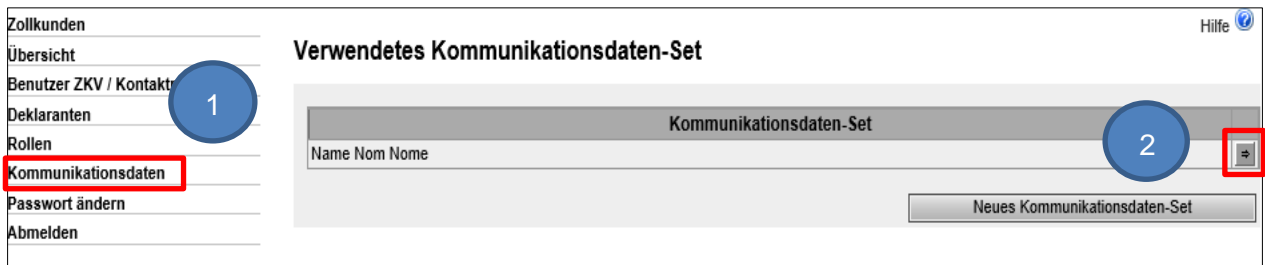 Zollkunden
Hilfe
Übersicht
Verwendetes Kommunikationsdaten-Set
Benutzer ZKV /
Deklaranten
1
Kommunikationsdaten-Set
Rollen
Name Nom Nome
2
Kommunikationsdaten
Passwort ändern
Neues Kommunikationsdaten-Set
Abmelden